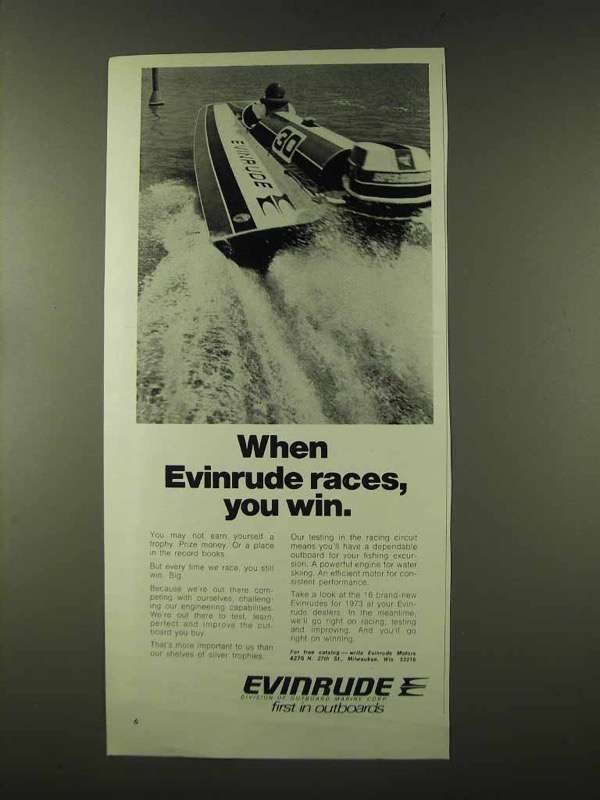 30
EVINRUDE
When
Evinrude races,
you win.
You may not earn yourself a
trophy. Prize money. Or a place
in the record books.
But every time we race, you still
win. Big.
Because we're out there com-
peting with ourselves, challeng-
ing our engineering capabilities.
We're out there to test, learn,
perfect and improve the out-
board you buy.
That's more important to us than
our shelves of silver trophies.
Our testing in the racing circuit
means you'll have a dependable
outboard for your fishing excur-
sion. A powerful engine for water
skiing. An efficient motor for con-
sistent performance.
Take a look at the 16 brand-new
Evinrudes for 1973 at your Evin-
rude dealers. In the meantime,
we'll go right on racing, testing
and improving. And you'll go
right on winning.
For free catalog—write Evinrude Motors
4276 N. 27th St., Milwaukee, Wis. 53216
EVINRUDE E
DIVISION OF OUTBOARD MARINE CORP.
first in outboards
6